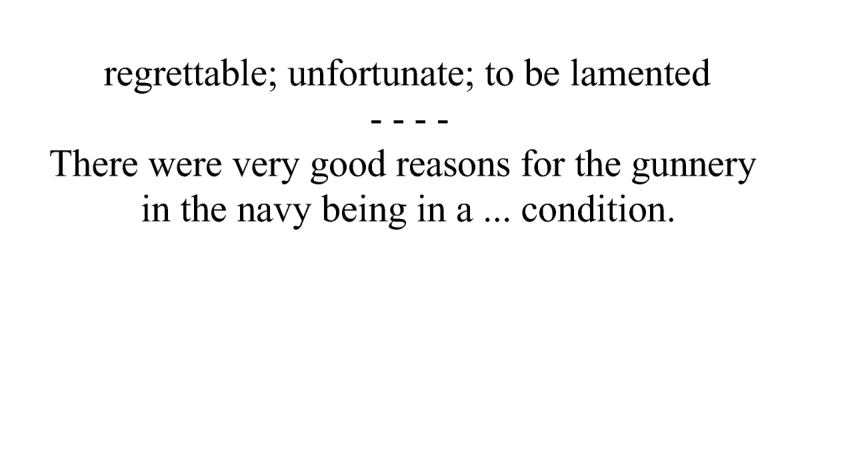 regrettable; unfortunate; to be lamented
- - - -
There were very good reasons for the gunnery
in the navy being in a ... condition.